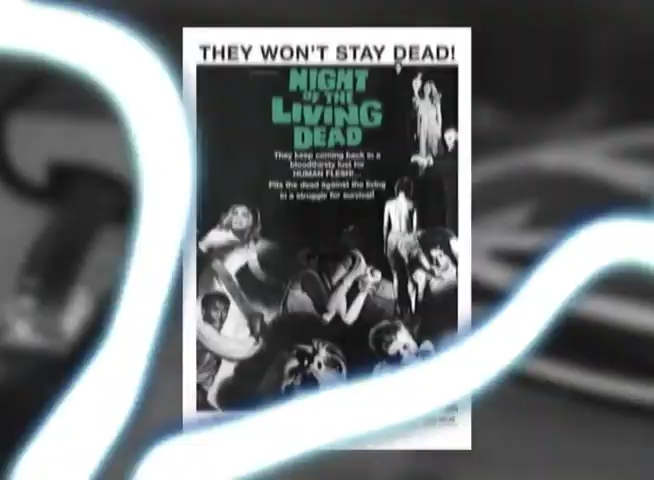 THEY WON'T STAY DEAD!
NIGHT
OF THE
LIVING
DEAD
They keep coming back in a
bloodthirsty lust for
HUMAN FLESH!...
Pits the dead against the living
in a struggle for survival!